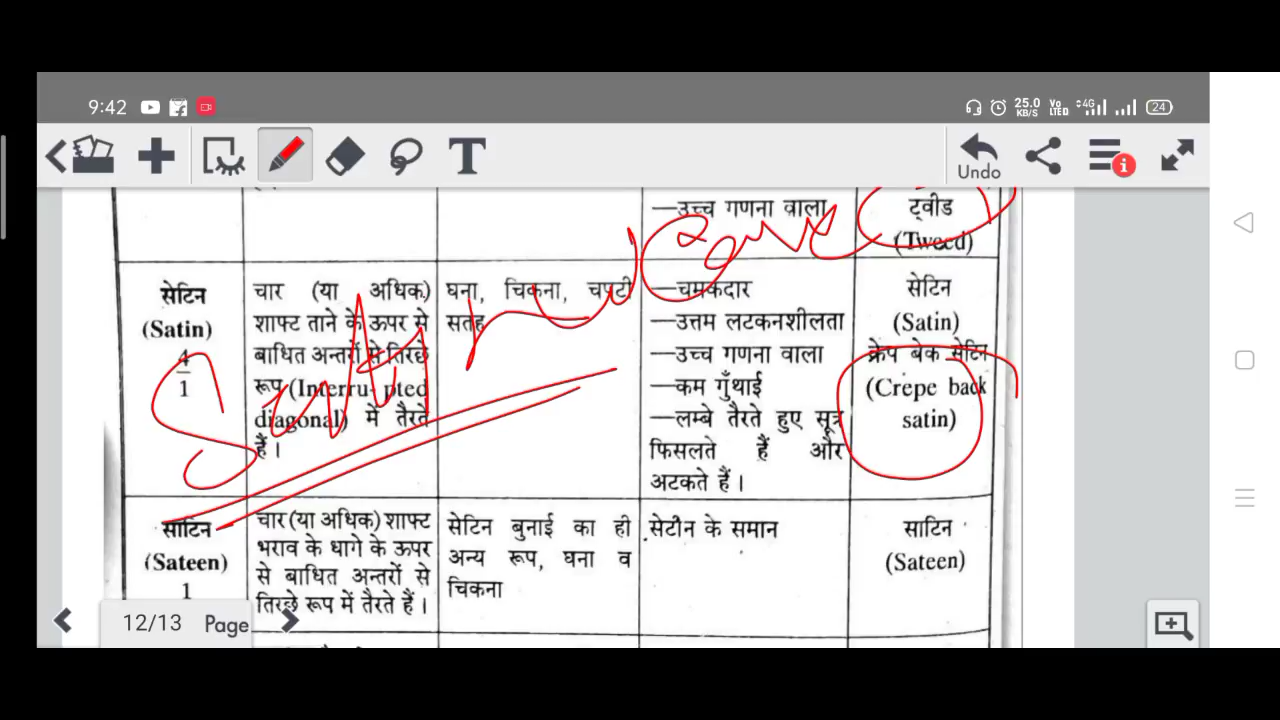 9:42
25.0 KB/S
Vo LTED
4G
24
Undo
—उच्च गणना वाला
ट्वीड
(Tweed)
सेटिन
(Satin)
4
1
चार (या अधिक)
शाफ्ट ताने के ऊपर से
बाधित अन्तरों से तिरछे
रूप (Interru- pted
diagonal) में तैरते
हैं।
घना, चिकना, चपटी
सतह
—चमकदार
—उत्तम लटकनशीलता
—उच्च गणना वाला
—कम गुँथाई
—लम्बे तैरते हुए सूत्र
फिसलते हैं और
अटकते हैं।
सेटिन
(Satin)
क्रेप बेक सेटिन
(Crepe back
satin)
साटिन
(Sateen)
1
चार (या अधिक) शाफ्ट
भराव के धागे के ऊपर
से बाधित अन्तरों से
तिरछे रूप में तैरते हैं।
सेटिन बुनाई का ही
अन्य रूप, घना व
चिकना
सेटीन के समान
साटिन
(Sateen)
12/13 Page